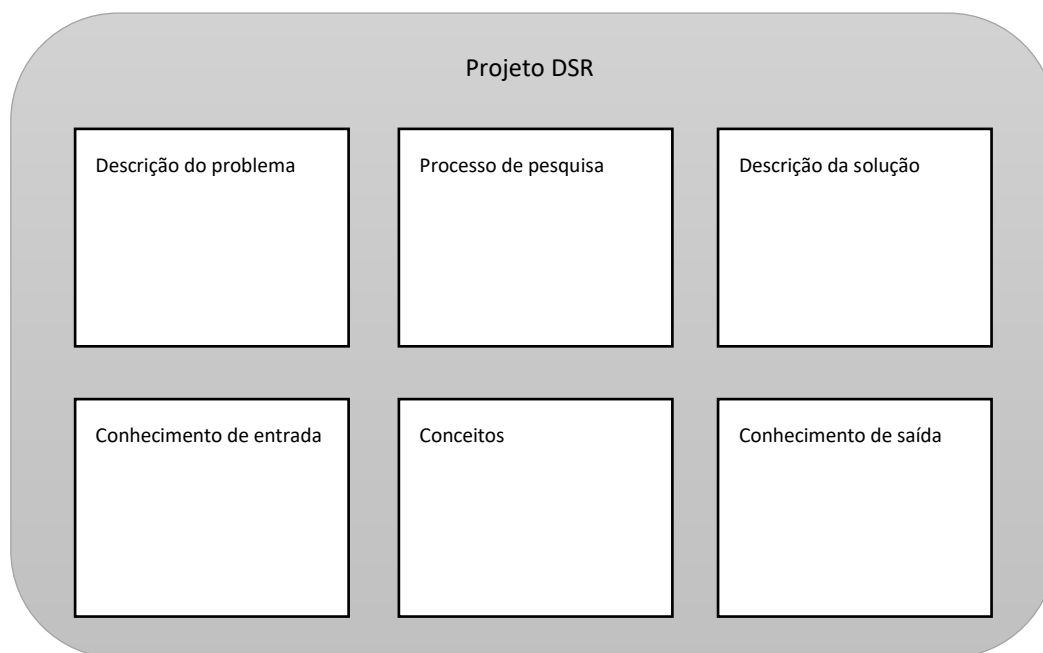 Projeto DSR
Descrição do problema
Processo de pesquisa
Descrição da solução
Conhecimento de entrada
Conceitos
Conhecimento de saída